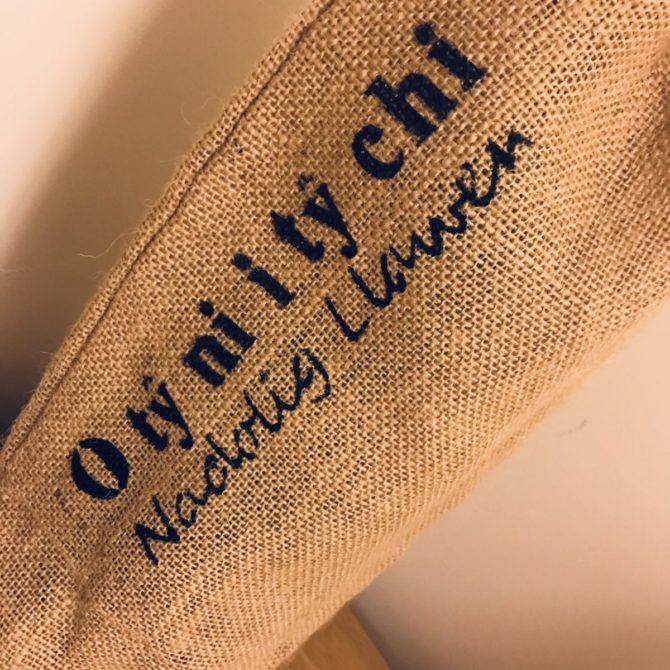 O tŷ ni i tŷ chi
Nadolig Llawen